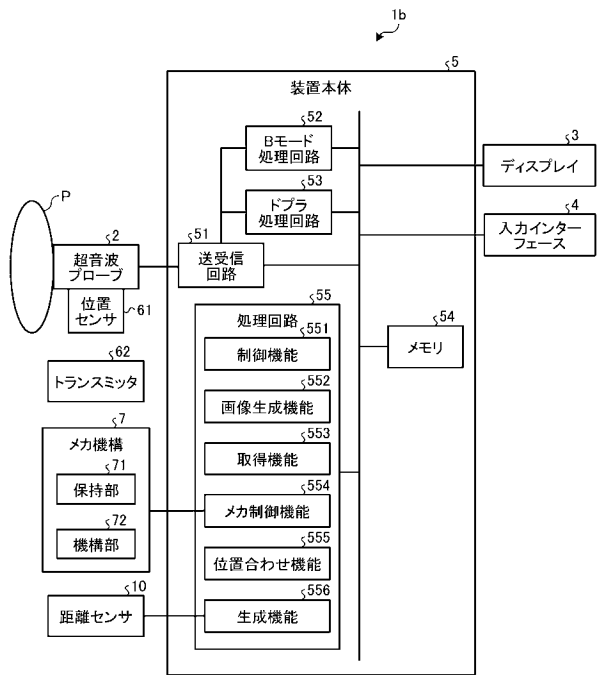 1b
5
装置本体
52
Bモード
処理回路
53
ドプラ
処理回路
3
ディスプレイ
4
入力インター
フェース
P
2
超音波
プローブ
51
送受信
回路
位置
センサ
61
62
トランスミッタ
55
処理回路
551
制御機能
552
画像生成機能
553
取得機能
554
メカ制御機能
555
位置合わせ機能
556
生成機能
54
メモリ
7
メカ機構
71
保持部
72
機構部
10
距離センサ